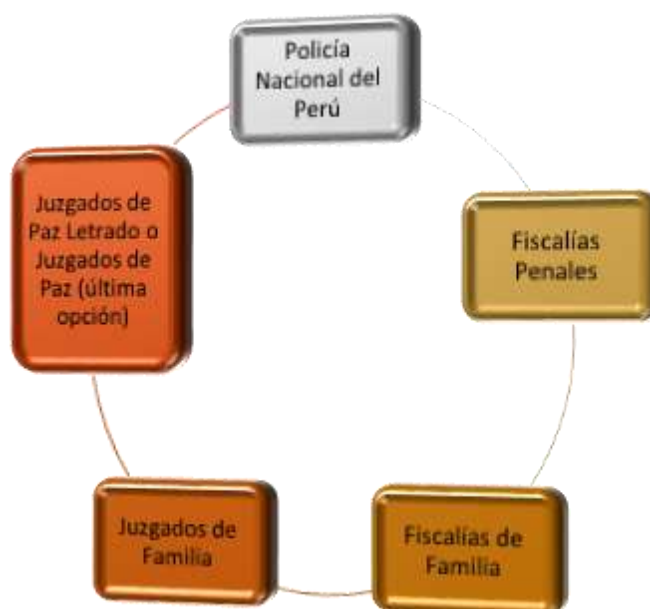 Policía
Nacional del
Perú
Fiscalías
Penales
Fiscalías de
Familia
Juzgados de
Familia
Juzgados de
Paz Letrado o
Juzgados de
Paz (última
opción)